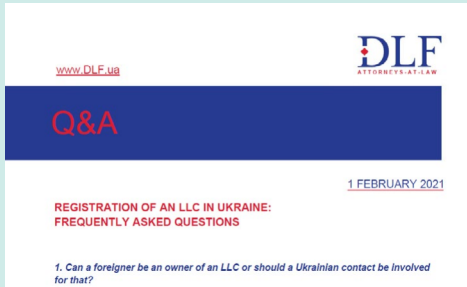 www.DLF.ua
DLF
ATTORNEYS-AT-LAW
Q&A
1 FEBRUARY 2021
REGISTRATION OF AN LLC IN UKRAINE:
FREQUENTLY ASKED QUESTIONS
1. Can a foreigner be an owner of an LLC or should a Ukrainian contact be involved
for that?